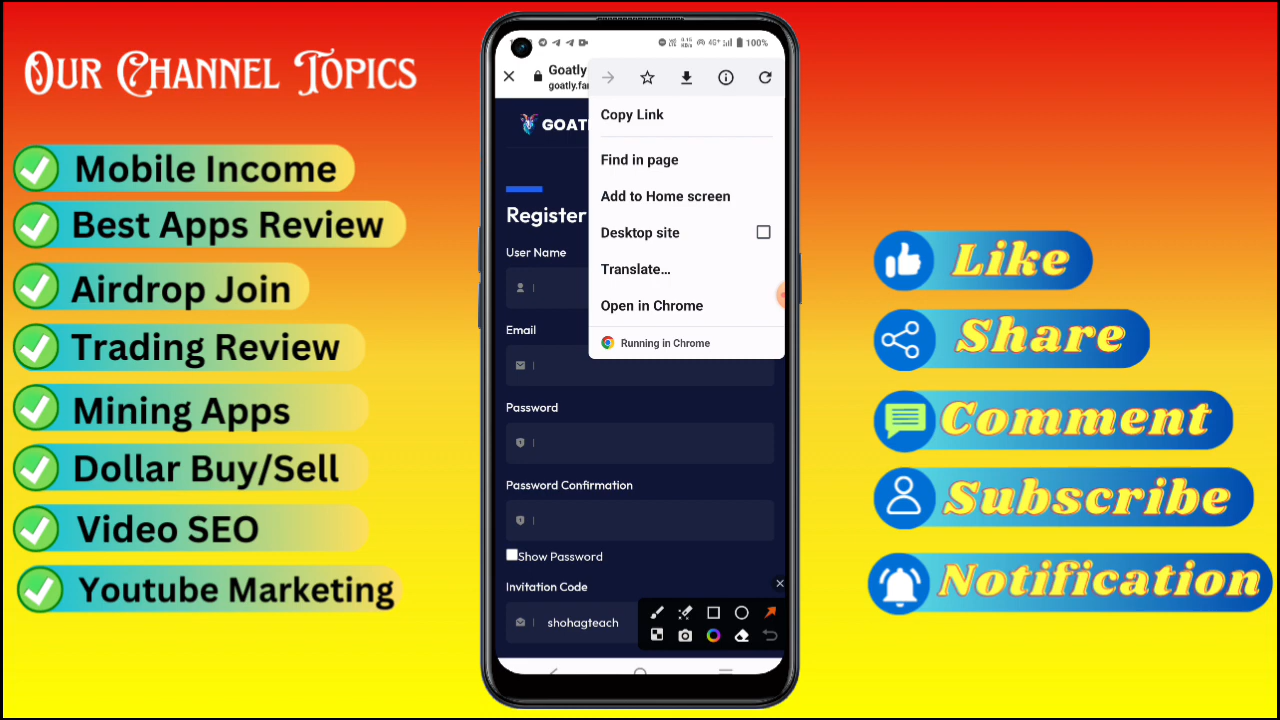 Our Channel Topics
Mobile Income
Best Apps Review
Airdrop Join
Trading Review
Mining Apps
Dollar Buy/Sell
Video SEO
Youtube Marketing
100%
Goatly
goatly.far
GOATL
Register
User Name
Email
Password
Password Confirmation
Show Password
Invitation Code
shohagteach
Copy Link
Find in page
Add to Home screen
Desktop site
Translate...
Open in Chrome
Running in Chrome
Like
Share
Comment
Subscribe
Notification